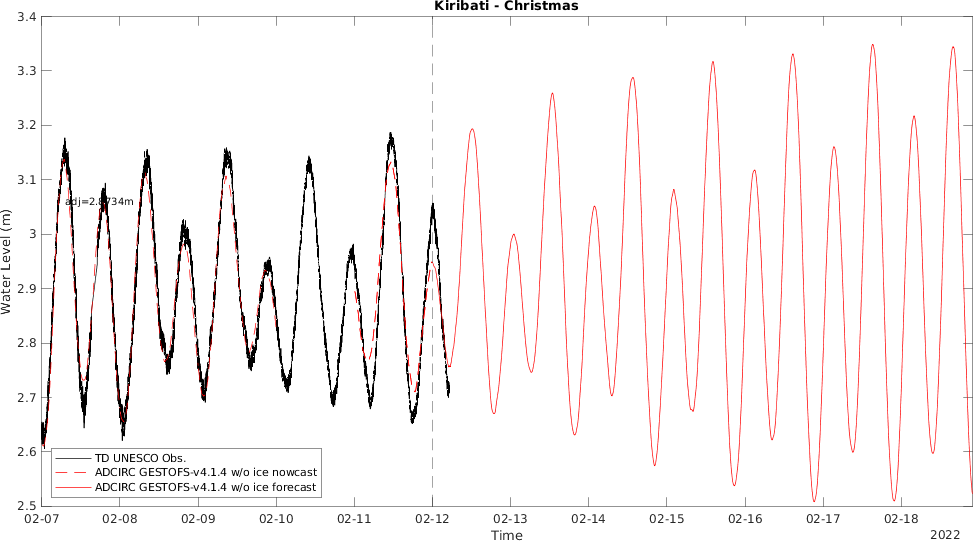 Kiribati - Christmas
3.4
3.3
3.2
3.1
3
2.9
2.8
2.7
2.6
2.5
Water Level (m)
adj=2.8734m
TD UNESCO Obs.
ADCIRC GESTOFS-v4.1.4 w/o ice nowcast
ADCIRC GESTOFS-v4.1.4 w/o ice forecast
02-07 02-08 02-09 02-10 02-11 02-12 02-13 02-14 02-15 02-16 02-17 02-18
Time
2022